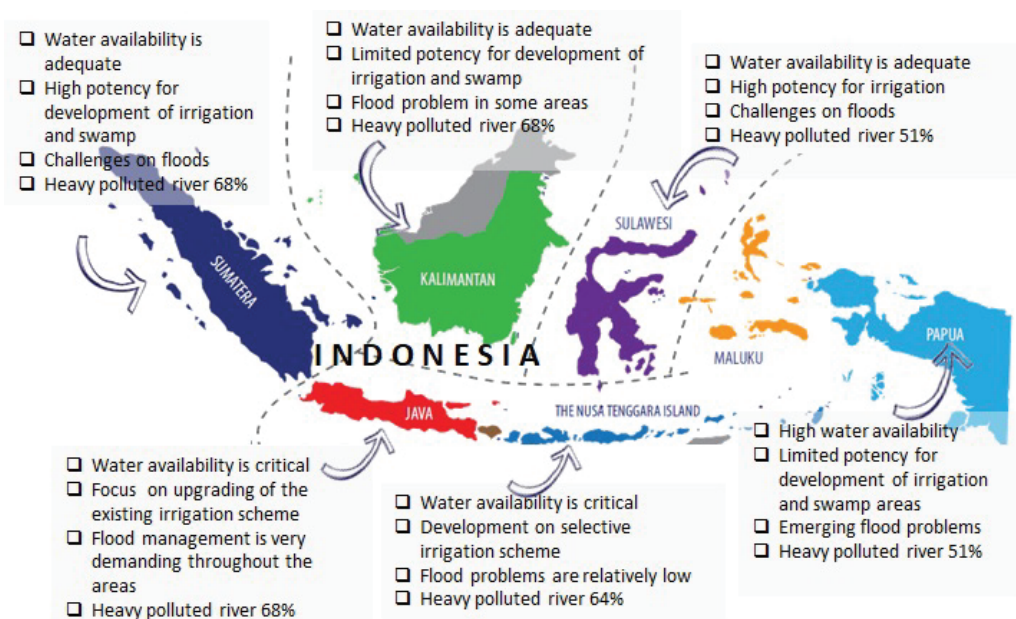 ❑ Water availability is
adequate
❑ High potency for
development of irrigation
and swamp
❑ Challenges on floods
❑ Heavy polluted river 68%
❑ Water availability is adequate
❑ Limited potency for development of
irrigation and swamp
❑ Flood problem in some areas
❑ Heavy polluted river 68%
❑ Water availability is adequate
❑ High potency for irrigation
❑ Challenges on floods
❑ Heavy polluted river 51%
SUMATERA
KALIMANTAN
SULAWESI
MALUKU
PAPUA
INDONESIA
JAVA
THE NUSA TENGGARA ISLAND
❑ Water availability is critical
❑ Focus on upgrading of the
existing irrigation scheme
❑ Flood management is very
demanding throughout the
areas
❑ Heavy polluted river 68%
❑ Water availability is critical
❑ Development on selective
irrigation scheme
❑ Flood problems are relatively low
❑ Heavy polluted river 64%
❑ High water availability
❑ Limited potency for
development of irrigation
and swamp areas
❑ Emerging flood problems
❑ Heavy polluted river 51%